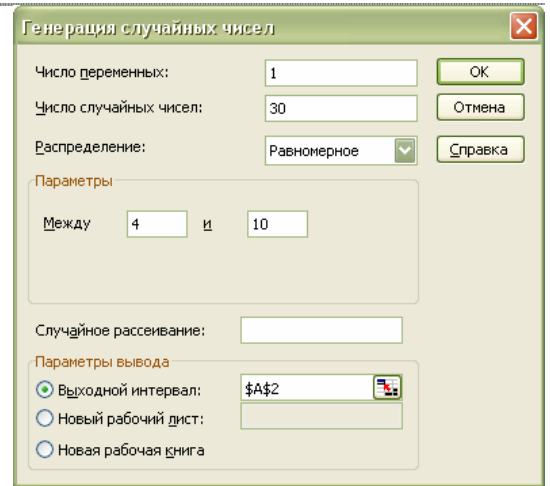 Генерация случайных чисел
Число переменных: 1 OK
Число случайных чисел: 30 Отмена
Распределение: Равномерное Справка
Параметры
Между 4 и 10
Случайное рассеивание:
Параметры вывода
Выходной интервал: $A$2
Новый рабочий лист:
Новая рабочая книга